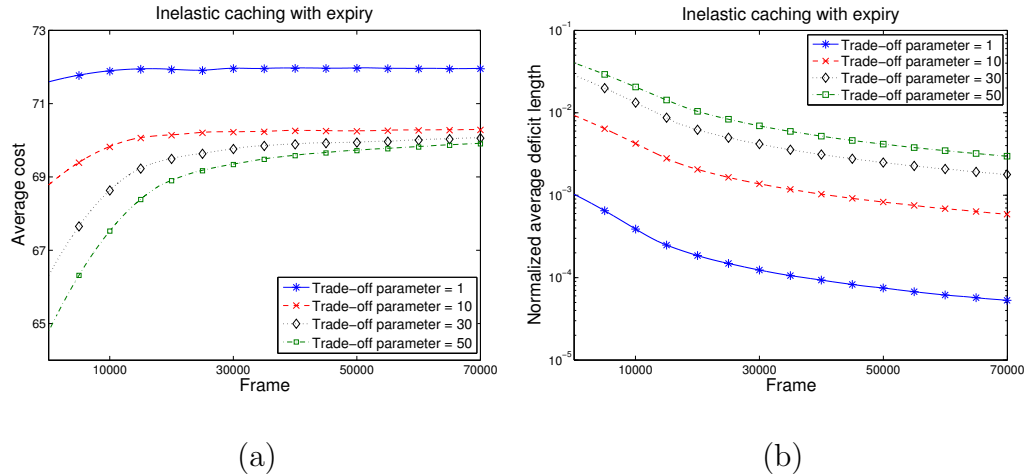 Inelastic caching with expiry
73
71
69
67
65
Average cost
10000
30000
50000
70000
Frame
Trade-off parameter = 1
Trade-off parameter = 10
Trade-off parameter = 30
Trade-off parameter = 50
(a)
Inelastic caching with expiry
10^-1
10^-2
10^-3
10^-4
10^-5
Normalized average deficit length
10000
30000
50000
70000
Frame
Trade-off parameter = 1
Trade-off parameter = 10
Trade-off parameter = 30
Trade-off parameter = 50
(b)